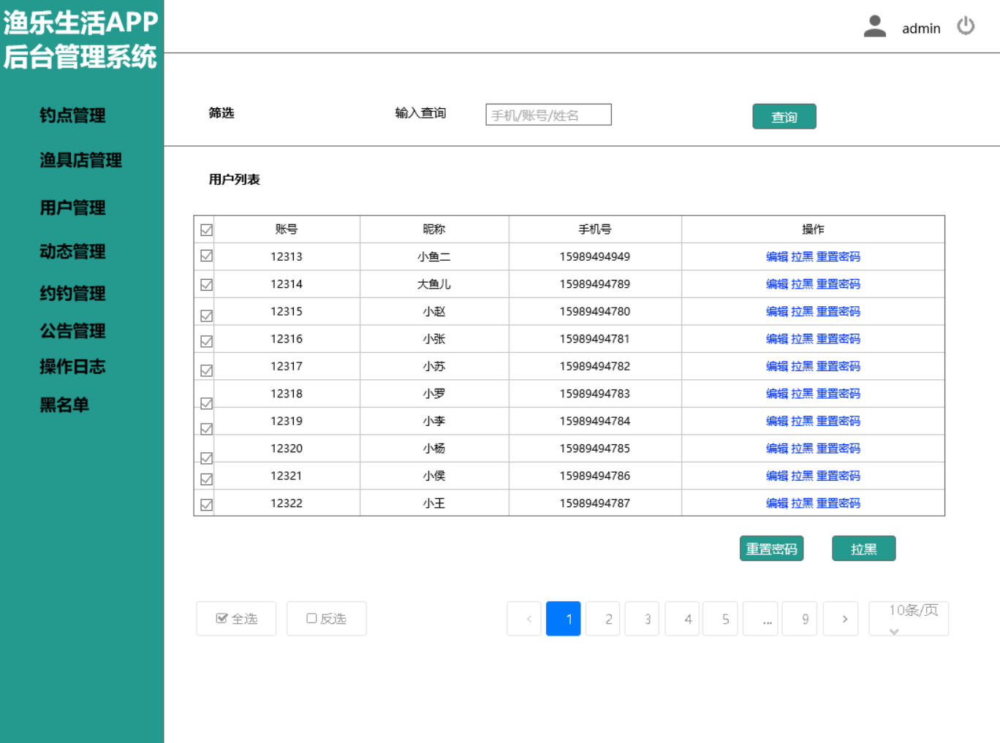 渔乐生活APP
后台管理系统
admin
钓点管理
渔具店管理
用户管理
动态管理
约钓管理
公告管理
操作日志
黑名单
筛选 输入查询 手机/账号/姓名 查询
用户列表
账号 昵称 手机号 操作
12313 小鱼二 15989494949 编辑 拉黑 重置密码
12314 大鱼儿 15989494789 编辑 拉黑 重置密码
12315 小赵 15989494780 编辑 拉黑 重置密码
12316 小张 15989494781 编辑 拉黑 重置密码
12317 小苏 15989494782 编辑 拉黑 重置密码
12318 小罗 15989494783 编辑 拉黑 重置密码
12319 小李 15989494784 编辑 拉黑 重置密码
12320 小杨 15989494785 编辑 拉黑 重置密码
12321 小侯 15989494786 编辑 拉黑 重置密码
12322 小王 15989494787 编辑 拉黑 重置密码
重置密码 拉黑
全选 反选 < 1 2 3 4 5 ... 9 > 10条/页